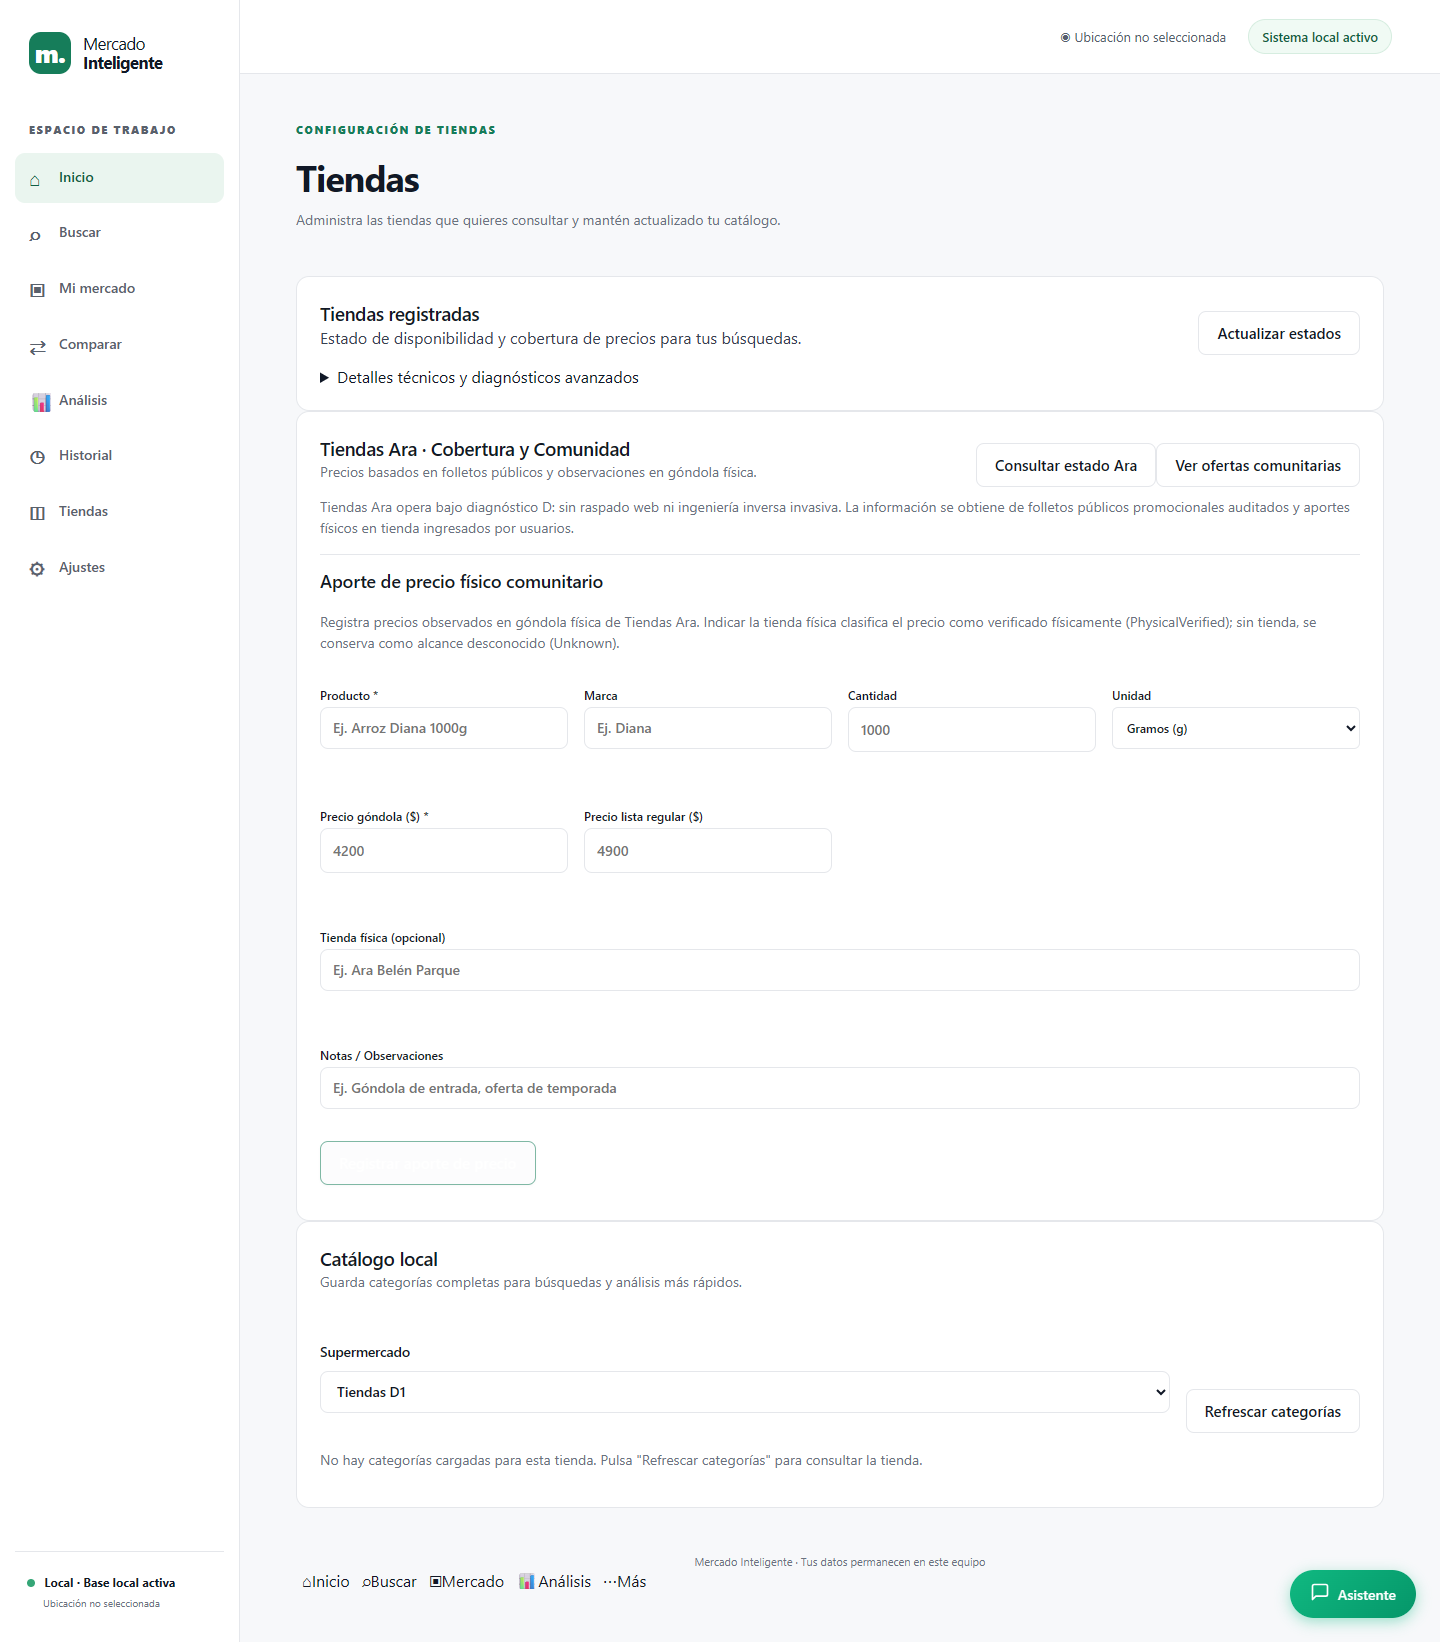 m.
Mercado
Inteligente
ESPACIO DE TRABAJO
Inicio
Buscar
Mi mercado
Comparar
Análisis
Historial
Tiendas
Ajustes
Local · Base local activa
Ubicación no seleccionada
Ubicación no seleccionada
Sistema local activo
CONFIGURACIÓN DE TIENDAS
Tiendas
Administra las tiendas que quieres consultar y mantén actualizado tu catálogo.
Tiendas registradas
Estado de disponibilidad y cobertura de precios para tus búsquedas.
Actualizar estados
Detalles técnicos y diagnósticos avanzados
Tiendas Ara · Cobertura y Comunidad
Precios basados en folletos públicos y observaciones en góndola física.
Consultar estado Ara
Ver ofertas comunitarias
Tiendas Ara opera bajo diagnóstico D: sin raspado web ni ingeniería inversa invasiva. La información se obtiene de folletos públicos promocionales auditados y aportes
físicos en tienda ingresados por usuarios.
Aporte de precio físico comunitario
Registra precios observados en góndola física de Tiendas Ara. Indicar la tienda física clasifica el precio como verificado físicamente (PhysicalVerified); sin tienda, se
conserva como alcance desconocido (Unknown).
Producto *
Marca
Cantidad
Unidad
Ej. Arroz Diana 1000g
Ej. Diana
1000
Gramos (g)
Precio góndola ($) *
Precio lista regular ($)
4200
4900
Tienda física (opcional)
Ej. Ara Belén Parque
Notas / Observaciones
Ej. Góndola de entrada, oferta de temporada
Catálogo local
Guarda categorías completas para búsquedas y análisis más rápidos.
Supermercado
Tiendas D1
Refrescar categorías
No hay categorías cargadas para esta tienda. Pulsa "Refrescar categorías" para consultar la tienda.
Mercado Inteligente · Tus datos permanecen en este equipo
Inicio Buscar Mercado Análisis ···Más
Asistente